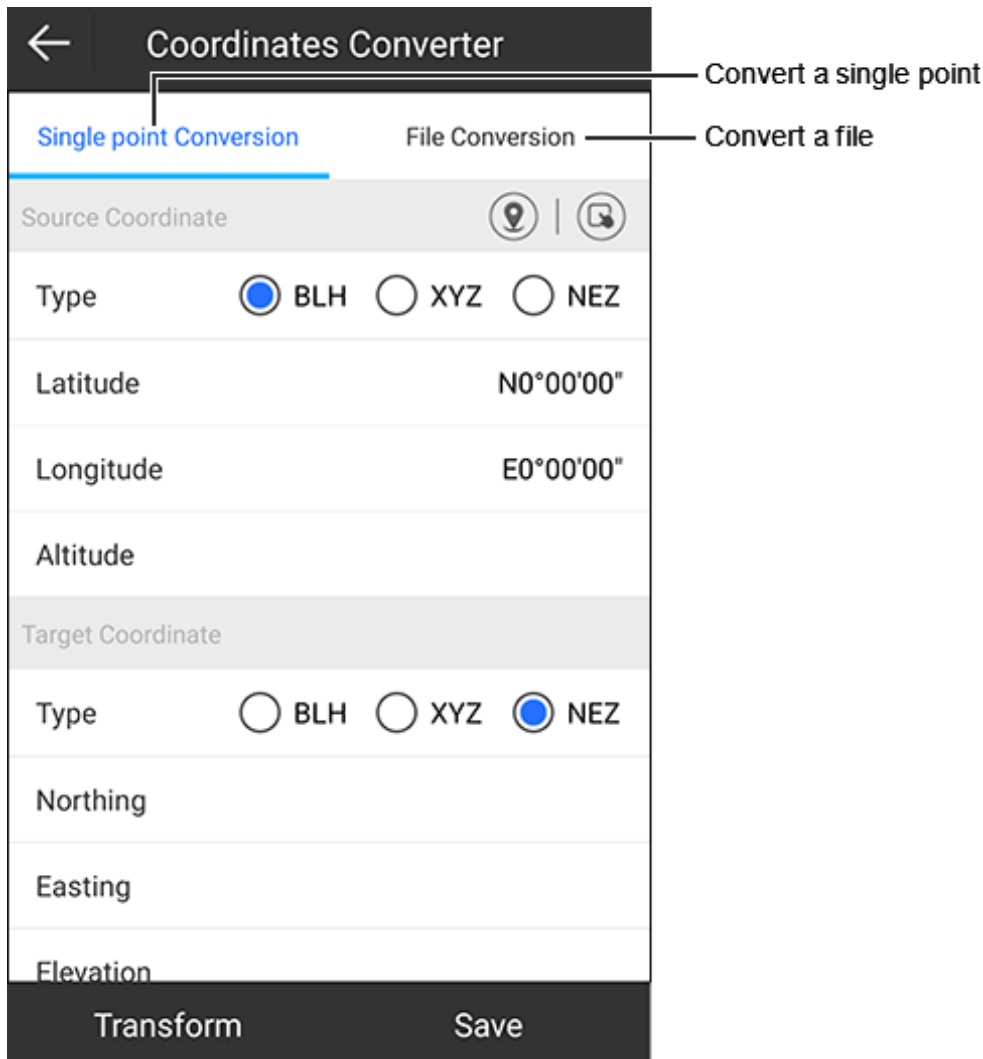 Coordinates Converter
Convert a single point
Single point Conversion File Conversion
Convert a file
Source Coordinate
Type BLH XYZ NEZ
Latitude N0°00'00"
Longitude E0°00'00"
Altitude
Target Coordinate
Type BLH XYZ NEZ
Northing
Easting
Elevation
Transform Save